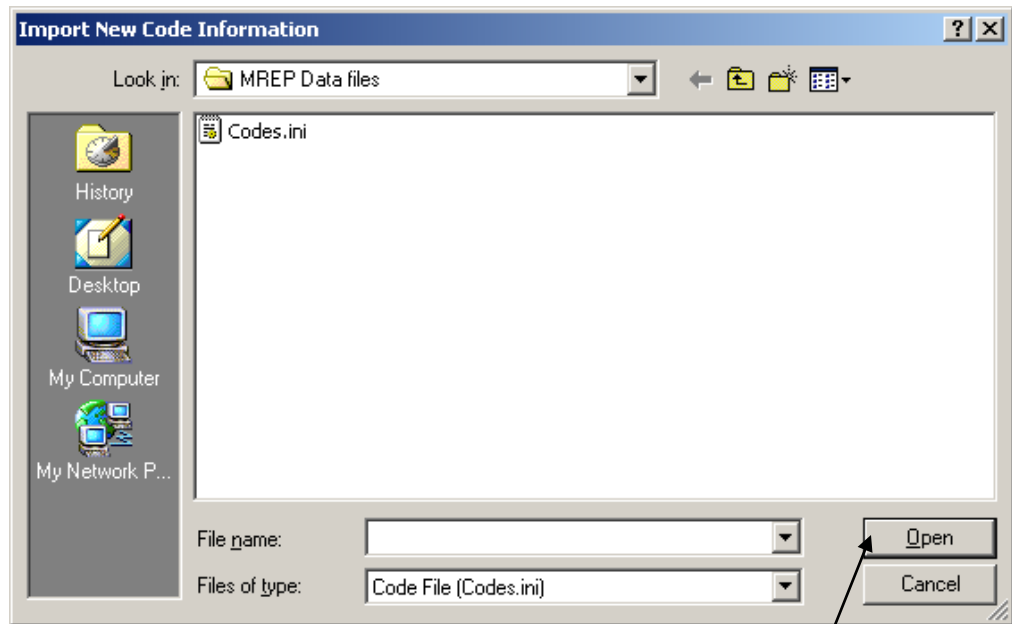 Import New Code Information
Look in: MREP Data files
Codes.ini
History
Desktop
My Computer
My Network P...
File name:
Open
Files of type: Code File (Codes.ini)
Cancel